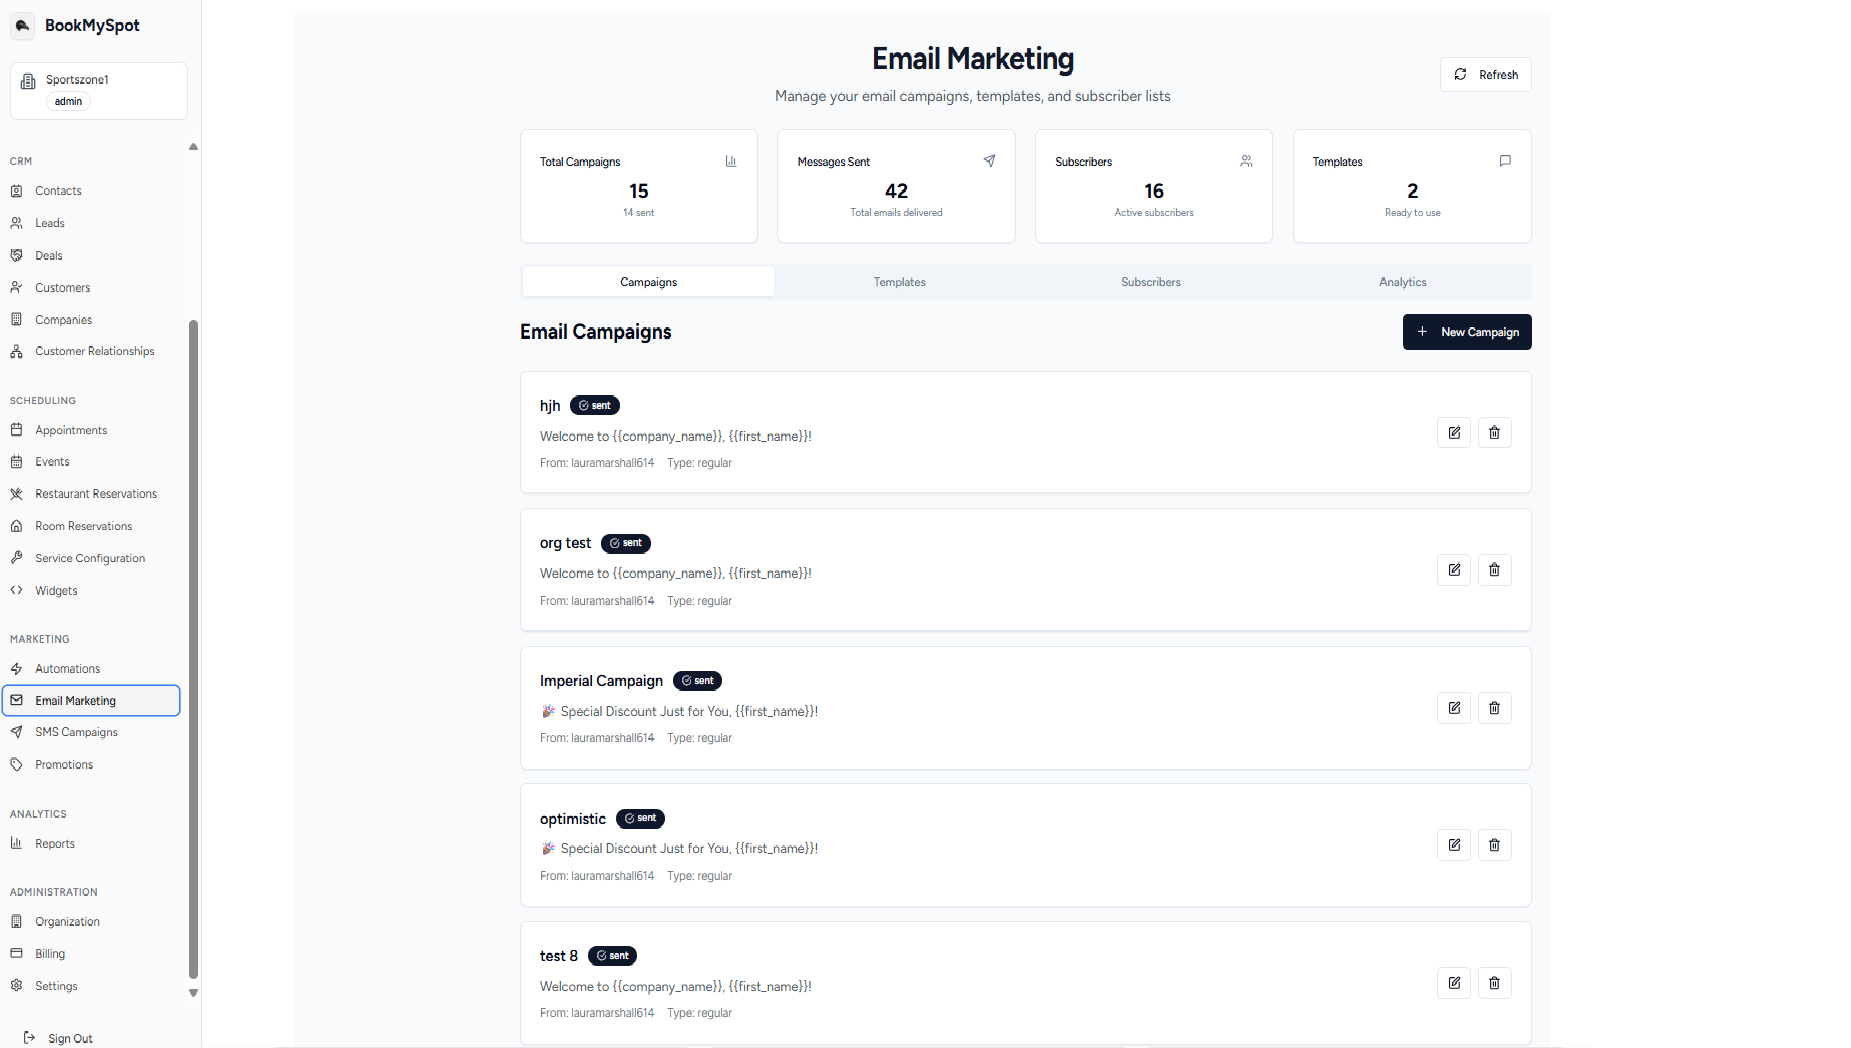 BookMySpot
Sportszone1
admin
CRM
Contacts
Leads
Deals
Customers
Companies
Customer Relationships
SCHEDULING
Appointments
Events
Restaurant Reservations
Room Reservations
Service Configuration
Widgets
MARKETING
Automations
Email Marketing
SMS Campaigns
Promotions
ANALYTICS
Reports
ADMINISTRATION
Organization
Billing
Settings
Sign Out
Email Marketing
Manage your email campaigns, templates, and subscriber lists
Refresh
Total Campaigns
15
14 sent
Messages Sent
42
Total emails delivered
Subscribers
16
Active subscribers
Templates
2
Ready to use
Campaigns Templates Subscribers Analytics
Email Campaigns
New Campaign
hjh sent
Welcome to {{company_name}}, {{first_name}}!
From: lauramarshall614 Type: regular
org test sent
Welcome to {{company_name}}, {{first_name}}!
From: lauramarshall614 Type: regular
Imperial Campaign sent
🎉 Special Discount Just for You, {{first_name}}!
From: lauramarshall614 Type: regular
optimistic sent
🎉 Special Discount Just for You, {{first_name}}!
From: lauramarshall614 Type: regular
test 8 sent
Welcome to {{company_name}}, {{first_name}}!
From: lauramarshall614 Type: regular